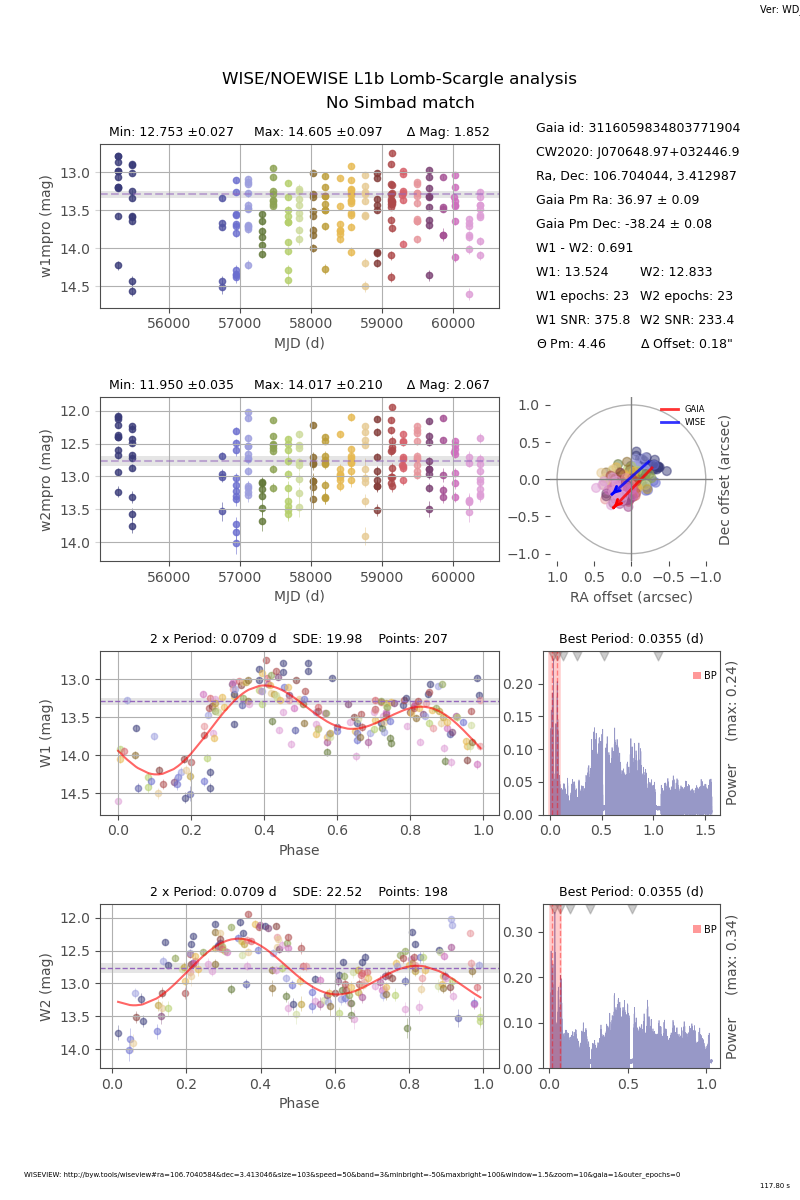 Ver: WD_
WISE/NOEWISE L1b Lomb-Scargle analysis
No Simbad match
Min: 12.753 ±0.027 Max: 14.605 ±0.097 Δ Mag: 1.852
13.0
13.5
14.0
14.5
w1mpro (mag)
56000 57000 58000 59000 60000
MJD (d)
Gaia id: 3116059834803771904
CW2020: J070648.97+032446.9
Ra, Dec: 106.704044, 3.412987
Gaia Pm Ra: 36.97 ± 0.09
Gaia Pm Dec: -38.24 ± 0.08
W1 - W2: 0.691
W1: 13.524 W2: 12.833
W1 epochs: 23 W2 epochs: 23
W1 SNR: 375.8 W2 SNR: 233.4
Θ Pm: 4.46 Δ Offset: 0.18"
Min: 11.950 ±0.035 Max: 14.017 ±0.210 Δ Mag: 2.067
12.0
12.5
13.0
13.5
14.0
w2mpro (mag)
56000 57000 58000 59000 60000
MJD (d)
GAIA
WISE
1.0
0.5
0.0
−0.5
−1.0
Dec offset (arcsec)
1.0 0.5 0.0 −0.5 −1.0
RA offset (arcsec)
2 x Period: 0.0709 d SDE: 19.98 Points: 207
13.0
13.5
14.0
14.5
W1 (mag)
0.0 0.2 0.4 0.6 0.8 1.0
Phase
Best Period: 0.0355 (d)
BP
0.20
0.15
0.10
0.05
0.00
Power (max: 0.24)
0.0 0.5 1.0 1.5
2 x Period: 0.0709 d SDE: 22.52 Points: 198
12.0
12.5
13.0
13.5
14.0
W2 (mag)
0.0 0.2 0.4 0.6 0.8 1.0
Phase
Best Period: 0.0355 (d)
BP
0.30
0.20
0.10
0.00
Power (max: 0.34)
0.0 0.5 1.0
WISEVIEW: http://byw.tools/wiseview#ra=106.7040584&dec=3.413046&size=103&speed=50&band=3&minbright=-50&maxbright=100&window=1.5&zoom=10&gaia=1&outer_epochs=0
117.80 s